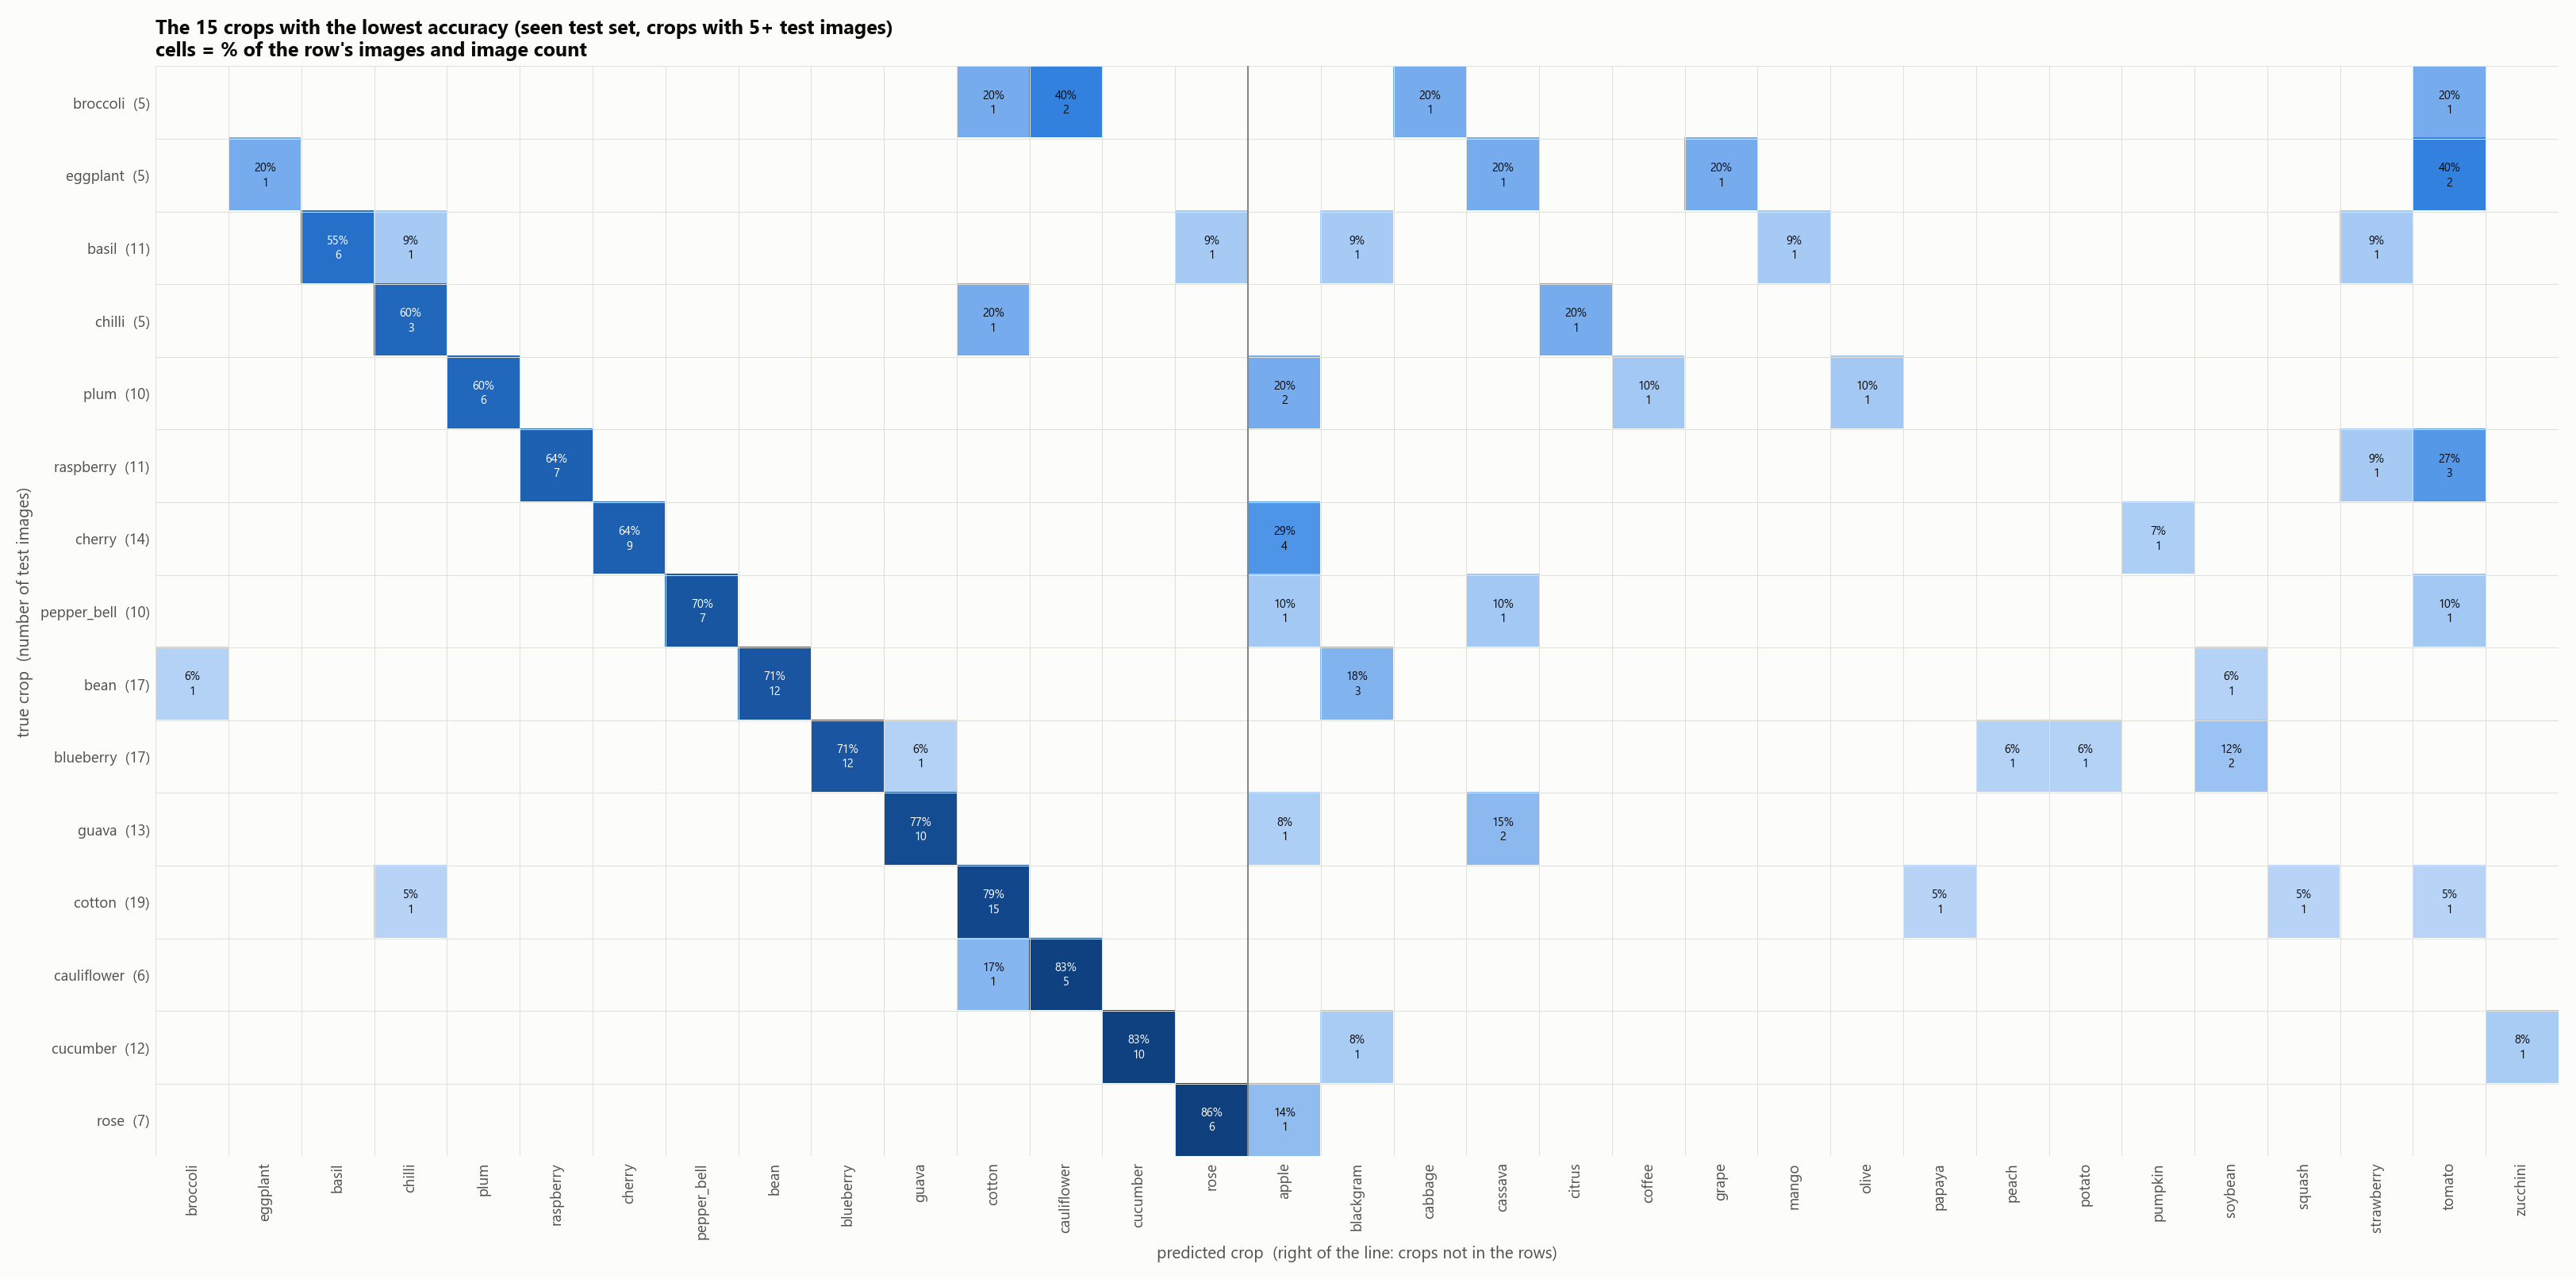 The 15 crops with the lowest accuracy (seen test set, crops with 5+ test images)
cells = % of the row's images and image count
true crop  (number of test images)
broccoli  (5)
20% 40% 20% 20%
1 2 1 1
eggplant  (5)
20% 20% 20% 40%
1 1 1 2
basil  (11)
55% 9% 9% 9% 9% 9%
6 1 1 1 1 1
chilli  (5)
60% 20% 20%
3 1 1
plum  (10)
60% 20% 10% 10%
6 2 1 1
raspberry  (11)
64% 9% 27%
7 1 3
cherry  (14)
64% 29% 7%
9 4 1
pepper_bell  (10)
70% 10% 10% 10%
7 1 1 1
bean  (17)
6% 71% 18% 6%
1 12 3 1
blueberry  (17)
71% 6% 6% 6% 12%
12 1 1 1 2
guava  (13)
77% 8% 15%
10 1 2
cotton  (19)
5% 79% 5% 5% 5%
1 15 1 1 1
cauliflower  (6)
17% 83%
1 5
cucumber  (12)
83% 8% 8%
10 1 1
rose  (7)
86% 14%
6 1
broccoli
eggplant
basil
chilli
plum
raspberry
cherry
pepper_bell
bean
blueberry
guava
cotton
cauliflower
cucumber
rose
apple
blackgram
cabbage
cassava
citrus
coffee
grape
mango
olive
papaya
peach
potato
pumpkin
soybean
squash
strawberry
tomato
zucchini
predicted crop  (right of the line: crops not in the rows)